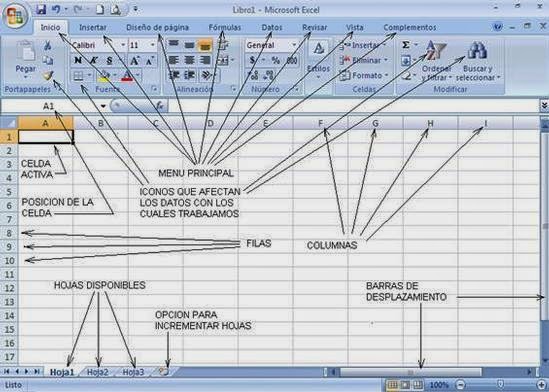 Libro1 - Microsoft Excel
Inicio Insertar Diseño de página Fórmulas Datos Revisar Vista Complementos
Pegar
Portapapeles
Calibri 11
N K S
Fuente
Alineación
General
% 000
Número
Estilos
Insertar
Eliminar
Formato
Celdas
Σ
Ordenar
y filtrar
Buscar y
seleccionar
Modificar
A1 fx
A B C D E F G H I
1
2
3
4
5
6
7
8
9
10
11
12
13
14
15
16
17
CELDA
ACTIVA
MENU PRINCIPAL
ICONOS QUE AFECTAN
LOS DATOS CON LOS
CUALES TRABAJAMOS
POSICION DE LA
CELDA
FILAS
COLUMNAS
HOJAS DISPONIBLES
BARRAS DE
DESPLAZAMIENTO
OPCION PARA
INCREMENTAR HOJAS
Hoja1 Hoja2 Hoja3
Listo
100%